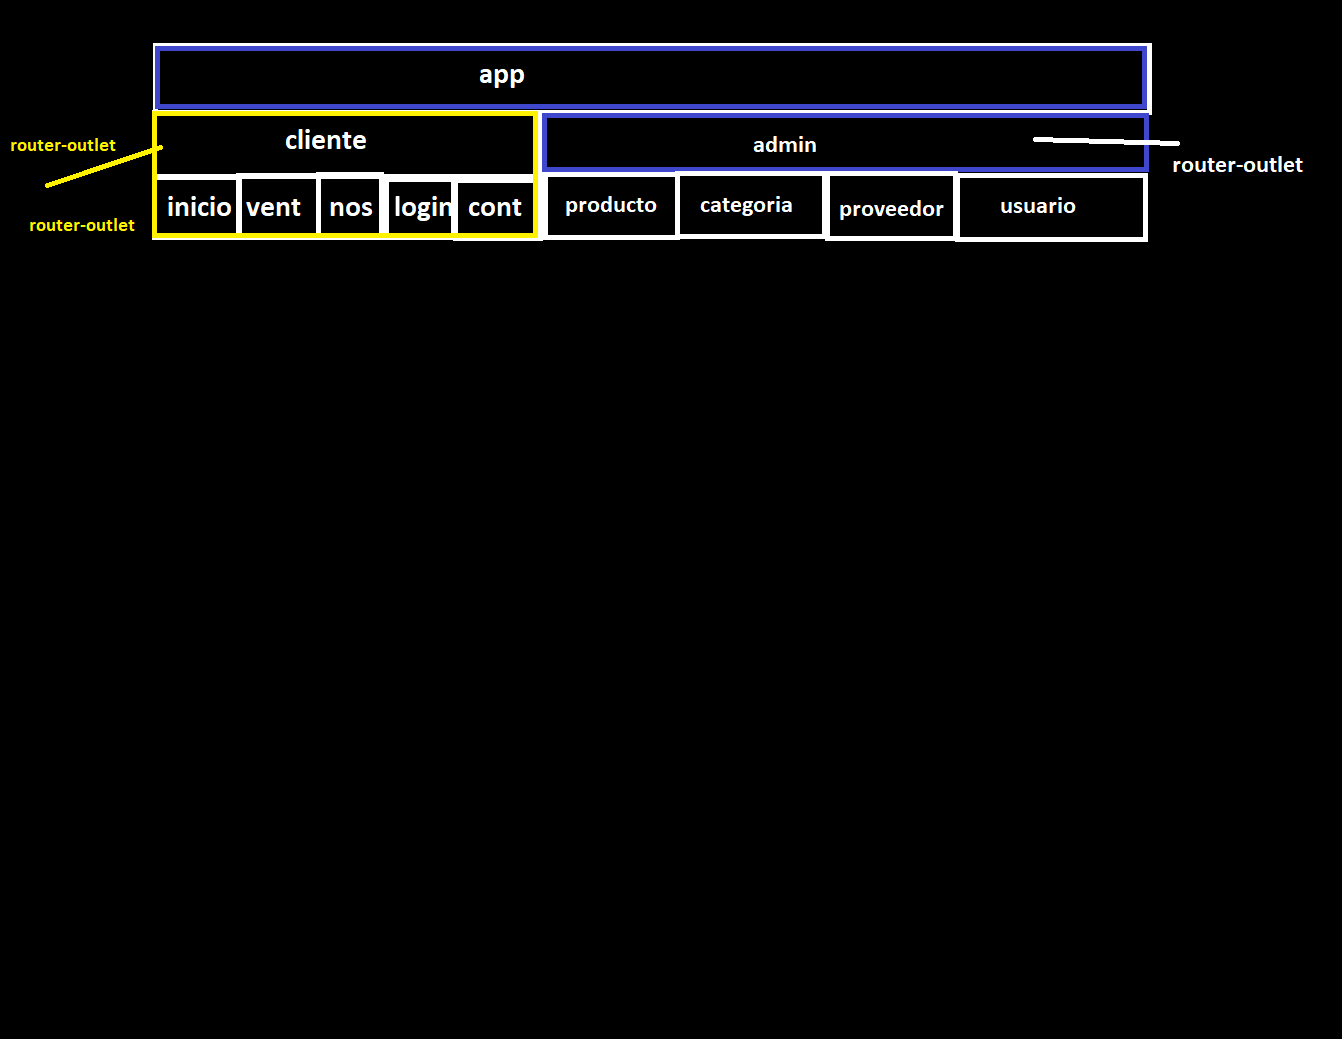 app
router-outlet
cliente
admin
router-outlet
router-outlet
inicio
vent
nos
login
cont
producto
categoria
proveedor
usuario